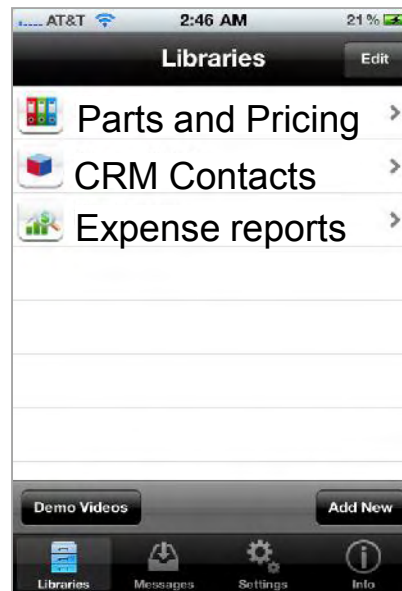 ..... AT&T 2:46 AM 21%
Libraries Edit
Parts and Pricing
CRM Contacts
Expense reports
Demo Videos Add New
Libraries Messages Settings Info